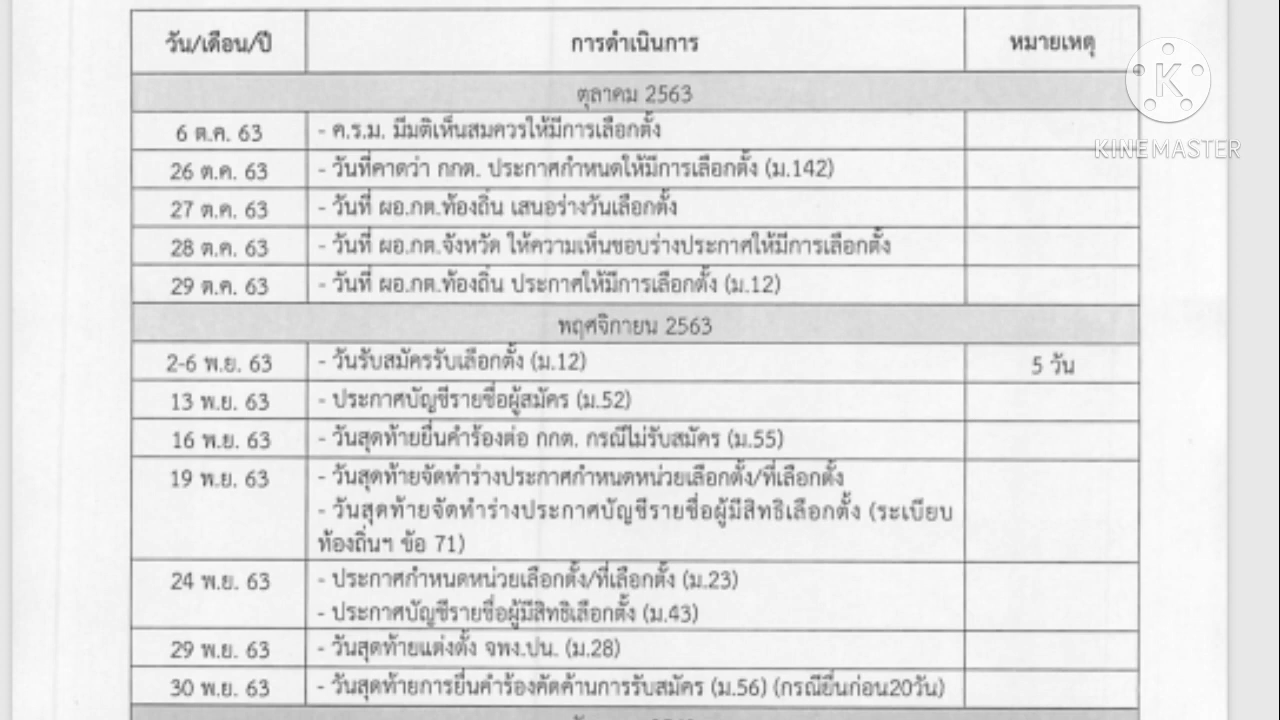 วัน/เดือน/ปี การดำเนินการ หมายเหตุ
ตุลาคม 2563
6 ต.ค. 63 - ค.ร.ม. มีมติเห็นสมควรให้มีการเลือกตั้ง
26 ต.ค. 63 - วันที่คาดว่า กกต. ประกาศกำหนดให้มีการเลือกตั้ง (ม.142)
27 ต.ค. 63 - วันที่ ผอ.กต.ท้องถิ่น เสนอร่างวันเลือกตั้ง
28 ต.ค. 63 - วันที่ ผอ.กต.จังหวัด ให้ความเห็นชอบร่างประกาศให้มีการเลือกตั้ง
29 ต.ค. 63 - วันที่ ผอ.กต.ท้องถิ่น ประกาศให้มีการเลือกตั้ง (ม.12)
พฤศจิกายน 2563
2-6 พ.ย. 63 - วันรับสมัครรับเลือกตั้ง (ม.12) 5 วัน
13 พ.ย. 63 - ประกาศบัญชีรายชื่อผู้สมัคร (ม.52)
16 พ.ย. 63 - วันสุดท้ายยื่นคำร้องต่อ กกต. กรณีไม่รับสมัคร (ม.55)
19 พ.ย. 63 - วันสุดท้ายจัดทำร่างประกาศกำหนดหน่วยเลือกตั้ง/ที่เลือกตั้ง
- วันสุดท้ายจัดทำร่างประกาศบัญชีรายชื่อผู้มีสิทธิเลือกตั้ง (ระเบียบ
ท้องถิ่นฯ ข้อ 71)
24 พ.ย. 63 - ประกาศกำหนดหน่วยเลือกตั้ง/ที่เลือกตั้ง (ม.23)
- ประกาศบัญชีรายชื่อผู้มีสิทธิเลือกตั้ง (ม.43)
29 พ.ย. 63 - วันสุดท้ายแต่งตั้ง จพง.ปน. (ม.28)
30 พ.ย. 63 - วันสุดท้ายการยื่นคำร้องคัดค้านการรับสมัคร (ม.56) (กรณียื่นก่อน20วัน)
K
KINEMASTER